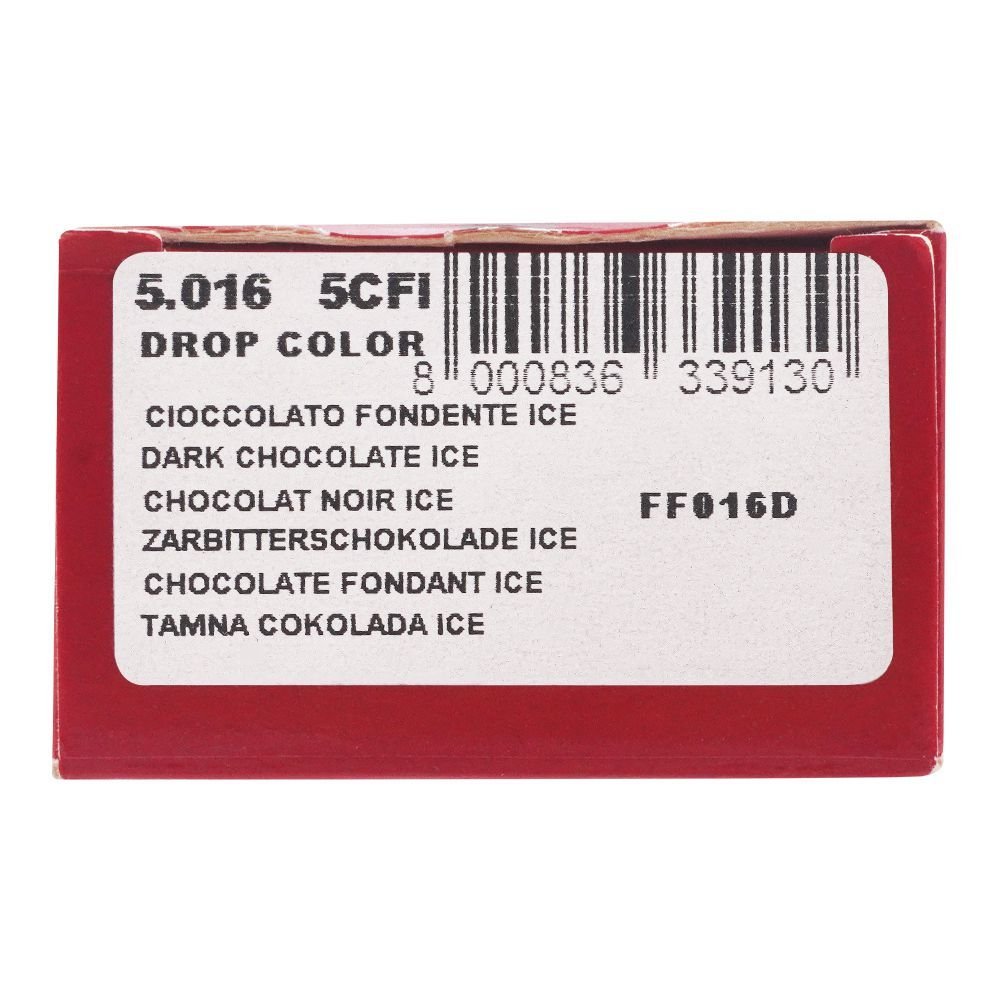 5.016 5CFI
DROP COLOR
8 000836 339130
CIOCCOLATO FONDENTE ICE
DARK CHOCOLATE ICE
CHOCOLAT NOIR ICE
FF016D
ZARBITTERSCHOKOLADE ICE
CHOCOLATE FONDANT ICE
TAMNA COKOLADA ICE